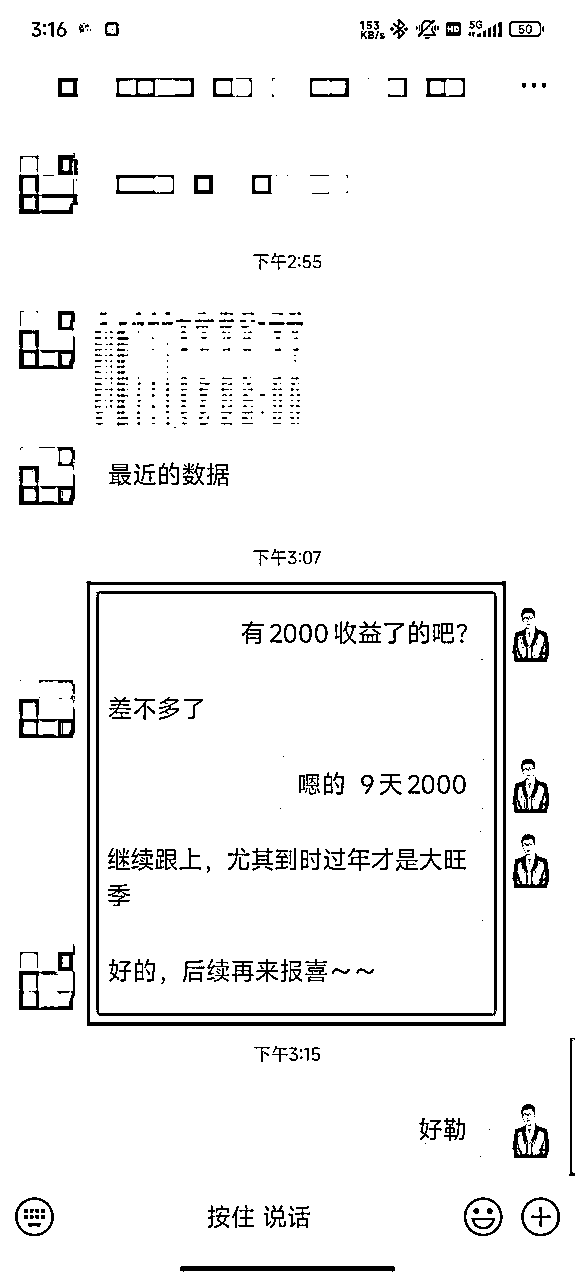 3:16 153 KB/s HD 5G 50
下午2:55
最近的数据
下午3:07
有2000收益了的吧？
差不多了
嗯的 9天2000
继续跟上，尤其到时过年才是大旺
季
好的，后续再来报喜～～
下午3:15
好勒
按住 说话